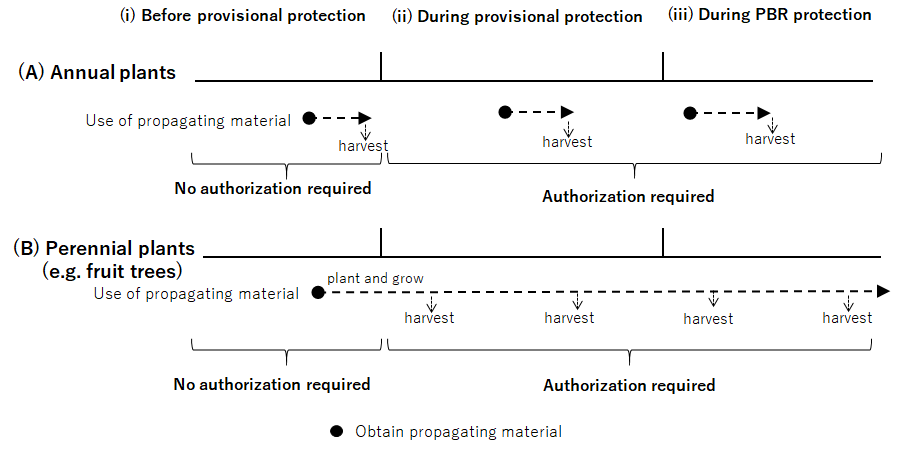 (i) Before provisional protection
(ii) During provisional protection
(iii) During PBR protection
(A) Annual plants
Use of propagating material
harvest
harvest
harvest
No authorization required
Authorization required
(B) Perennial plants
(e.g. fruit trees)
plant and grow
Use of propagating material
harvest
harvest
harvest
harvest
No authorization required
Authorization required
Obtain propagating material